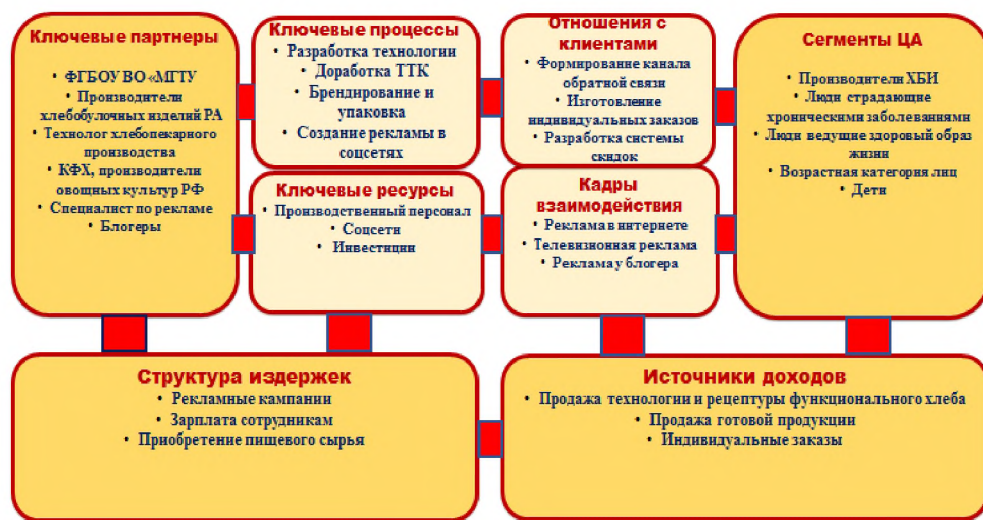 Ключевые партнеры
• ФГБОУ ВО «МГТУ
• Производители
хлебобулочных изделий РА
• Технолог хлебопекарного
производства
• КФХ, производители
овощных культур РФ
• Специалист по рекламе
• Блогеры
Ключевые процессы
• Разработка технологии
• Доработка ТТК
• Брендирование и
упаковка
• Создание рекламы в
соцсетях
Отношения с
клиентами
• Формирование канала
обратной связи
• Изготовление
индивидуальных заказов
• Разработка системы
скидок
Сегменты ЦА
• Производители ХБИ
• Люди страдающие
хроническими заболеваниями
• Люди ведущие здоровый образ
жизни
• Возрастная категория лиц
• Дети
Ключевые ресурсы
• Производственный персонал
• Соцсети
• Инвестиции
Кадры
взаимодействия
• Реклама в интернете
• Телевизионная реклама
• Реклама у блогера
Структура издержек
• Рекламные кампании
• Зарплата сотрудникам
• Приобретение пищевого сырья
Источники доходов
• Продажа технологии и рецептуры функционального хлеба
• Продажа готовой продукции
• Индивидуальные заказы